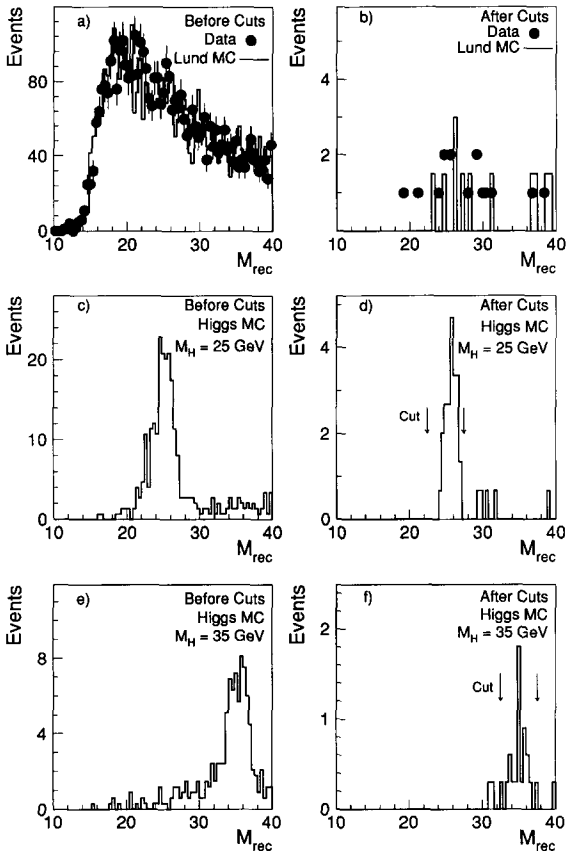 a) Before Cuts
Data ●
Lund MC —
Events
80
40
0
10 20 30 40
M_rec
b) After Cuts
Data ●
Lund MC —
Events
4
2
0
10 20 30 40
M_rec
c) Before Cuts
Higgs MC
M_H = 25 GeV
Events
20
10
0
10 20 30 40
M_rec
d) After Cuts
Higgs MC
M_H = 25 GeV
Cut
Events
4
2
0
10 20 30 40
M_rec
e) Before Cuts
Higgs MC
M_H = 35 GeV
Events
8
4
0
10 20 30 40
M_rec
f) After Cuts
Higgs MC
M_H = 35 GeV
Cut
Events
2
1
0
10 20 30 40
M_rec